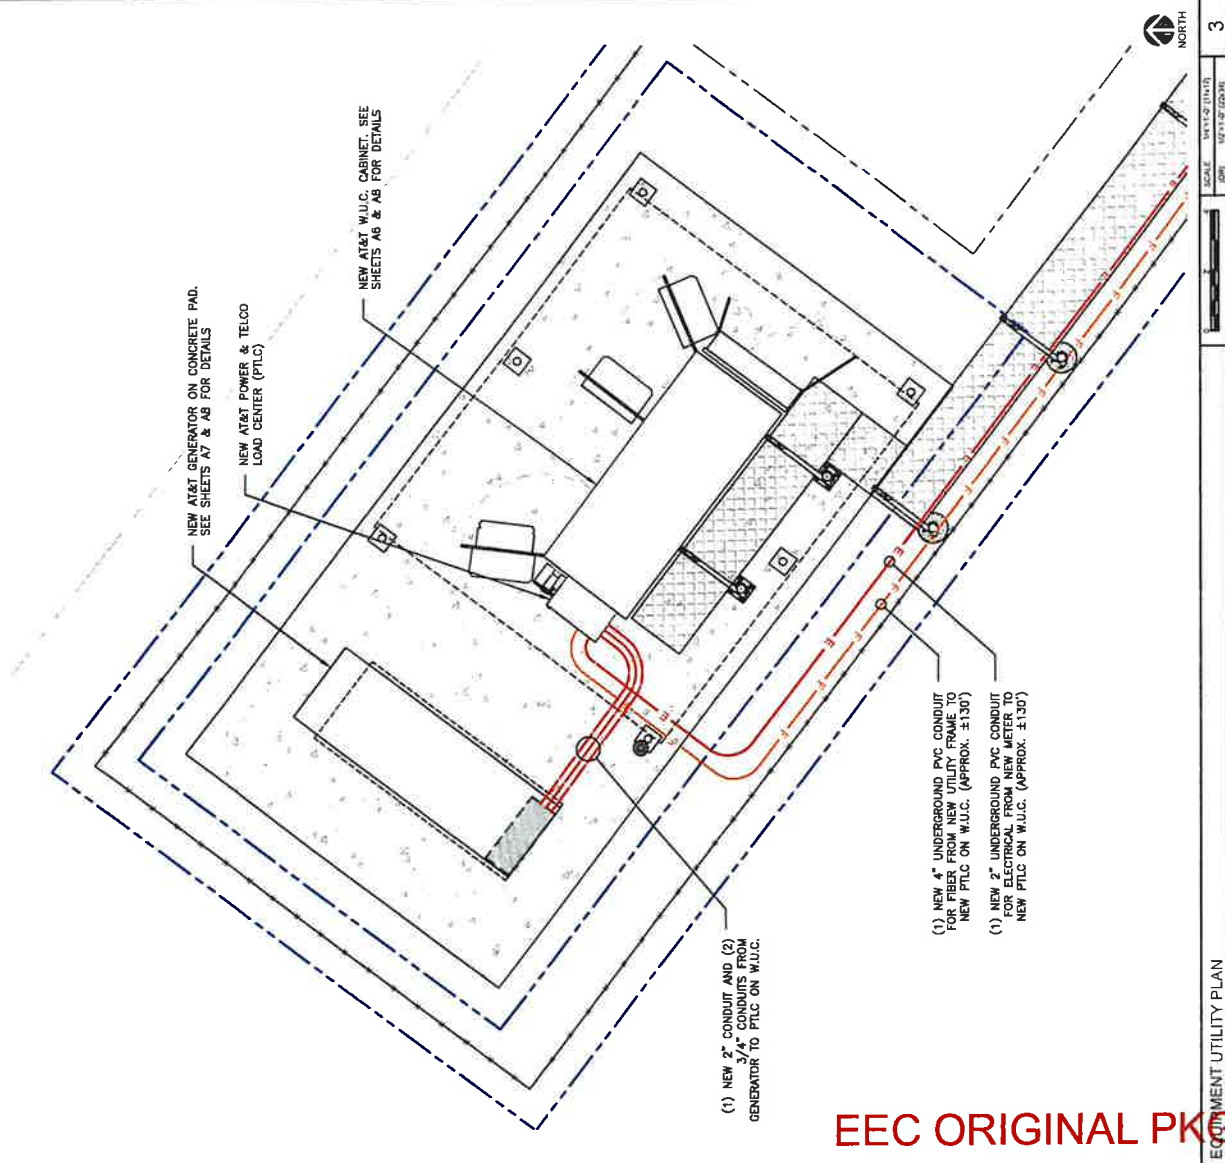 NEW AT&T GENERATOR ON CONCRETE PAD.
SEE SHEETS A7 & A8 FOR DETAILS
NEW AT&T POWER & TELCO
LOAD CENTER (PTLC)
NEW AT&T W.U.C. CABINET. SEE
SHEETS A6 & A8 FOR DETAILS
(1) NEW 2" CONDUIT AND (2)
3/4" CONDUITS FROM
GENERATOR TO PTLC ON W.U.C.
(1) NEW 4" UNDERGROUND PVC CONDUIT
FOR FIBER FROM NEW UTILITY FRAME TO
NEW PTLC ON W.U.C. (APPROX. ±130')
(1) NEW 2" UNDERGROUND PVC CONDUIT
FOR ELECTRICAL FROM NEW METER TO
NEW PTLC ON W.U.C. (APPROX. ±130')
NORTH
EQUIPMENT UTILITY PLAN
SCALE
3
EEC ORIGINAL PKG